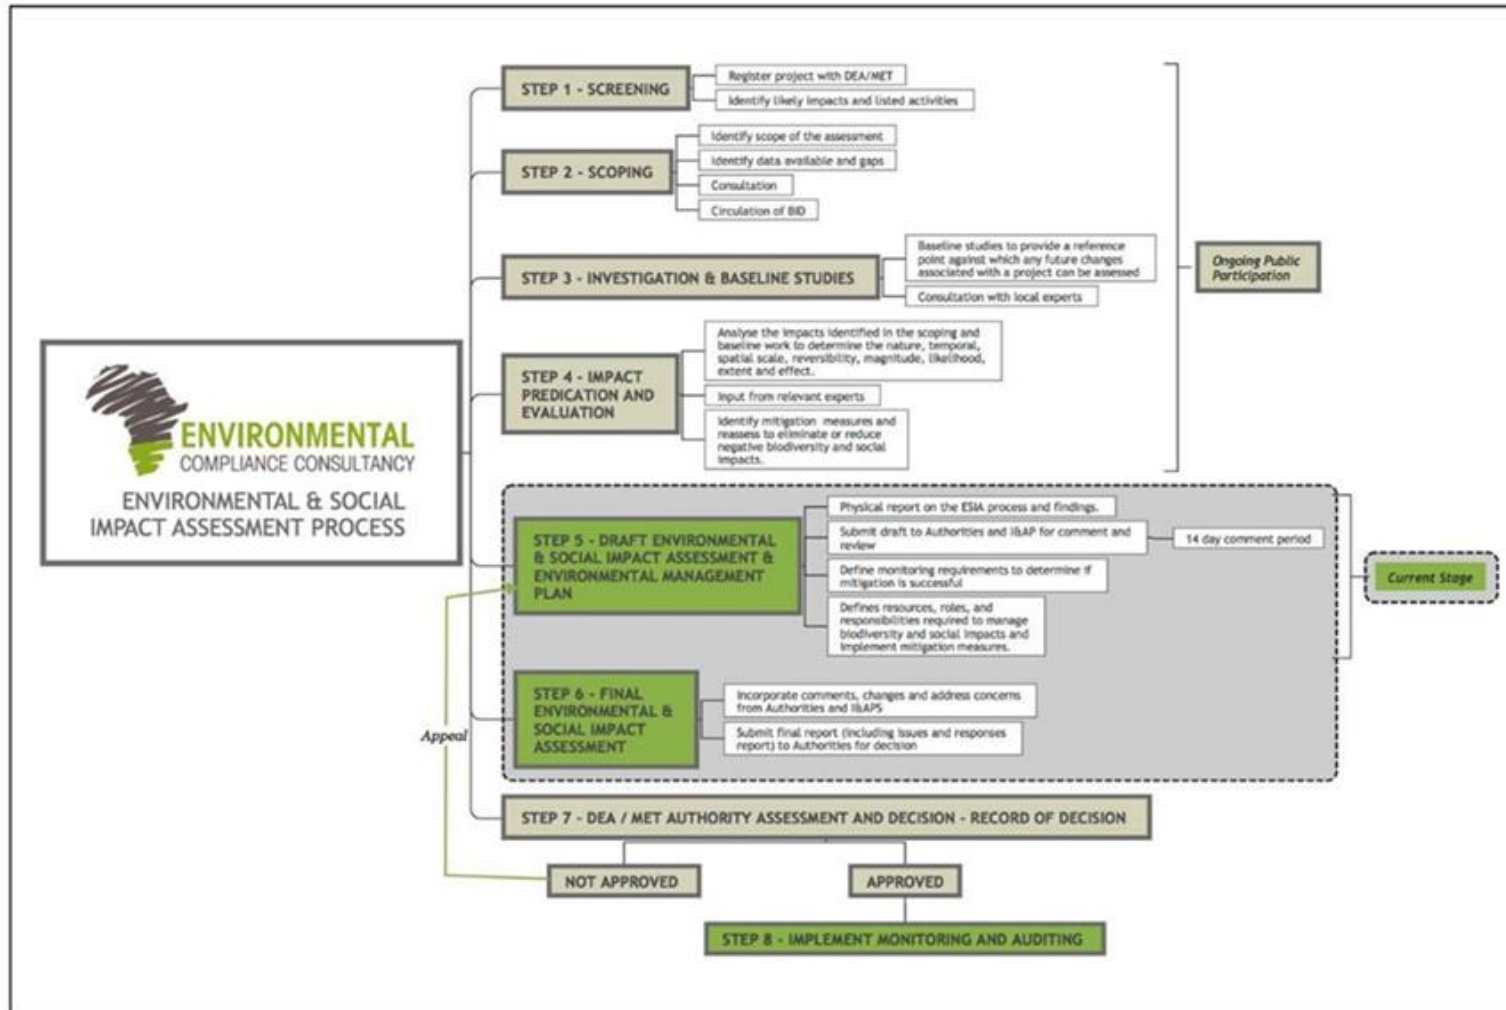 ENVIRONMENTAL
COMPLIANCE CONSULTANCY
ENVIRONMENTAL & SOCIAL
IMPACT ASSESSMENT PROCESS
STEP 1 - SCREENING
Register project with DEA/MET
Identify likely impacts and listed activities
STEP 2 - SCOPING
Identify scope of the assessment
Identify data available and gaps
Consultation
Circulation of BID
STEP 3 - INVESTIGATION & BASELINE STUDIES
Baseline studies to provide a reference
point against which any future changes
associated with a project can be assessed
Consultation with local experts
Ongoing Public
Participation
STEP 4 - IMPACT
PREDICATION AND
EVALUATION
Analyse the impacts identified in the scoping and
baseline work to determine the nature, temporal,
spatial scale, reversibility, magnitude, likelihood,
extent and effect.
Input from relevant experts
Identify mitigation measures and
reassess to eliminate or reduce
negative biodiversity and social
impacts.
STEP 5 - DRAFT ENVIRONMENTAL
& SOCIAL IMPACT ASSESSMENT &
ENVIRONMENTAL MANAGEMENT
PLAN
Physical report on the ESIA process and findings.
Submit draft to Authorities and I&AP for comment and
review
14 day comment period
Define monitoring requirements to determine if
mitigation is successful
Defines resources, roles, and
responsibilities required to manage
biodiversity and social impacts and
implement mitigation measures.
Current Stage
STEP 6 - FINAL
ENVIRONMENTAL &
SOCIAL IMPACT
ASSESSMENT
Incorporate comments, changes and address concerns
from Authorities and I&APS
Submit final report (including issues and responses
report) to Authorities for decision
Appeal
STEP 7 - DEA / MET AUTHORITY ASSESSMENT AND DECISION - RECORD OF DECISION
NOT APPROVED
APPROVED
STEP 8 - IMPLEMENT MONITORING AND AUDITING